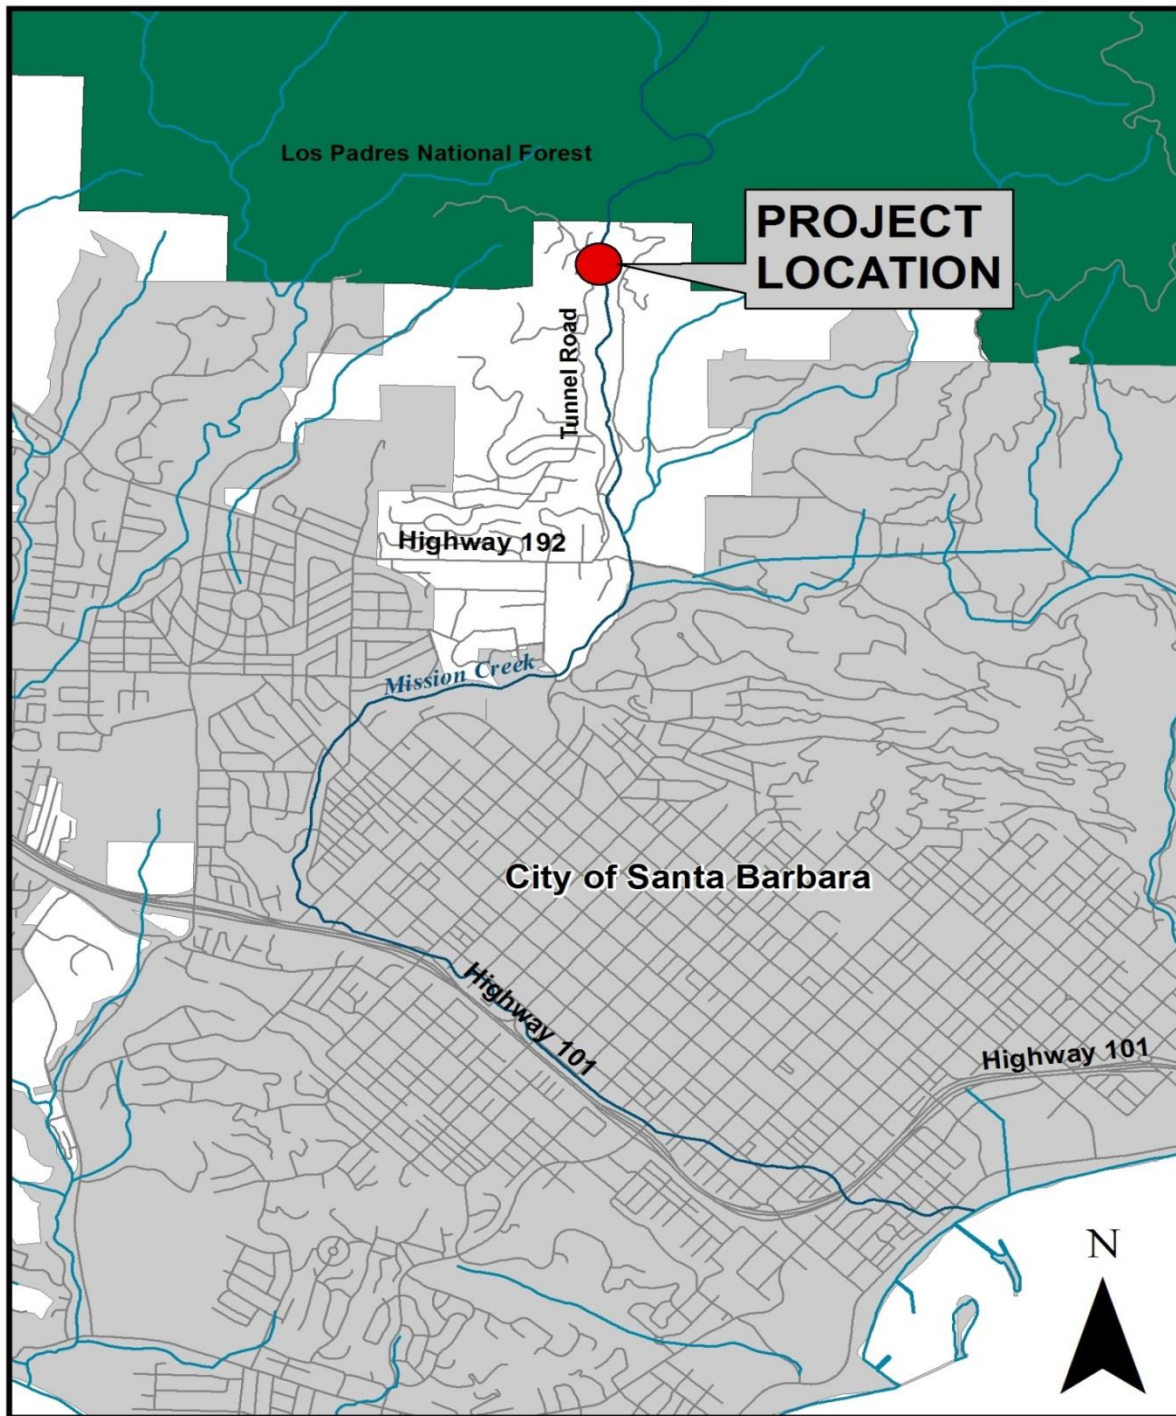 Los Padres National Forest
PROJECT
LOCATION
Tunnel Road
Highway 192
Mission Creek
City of Santa Barbara
Highway 101
Highway 101
N